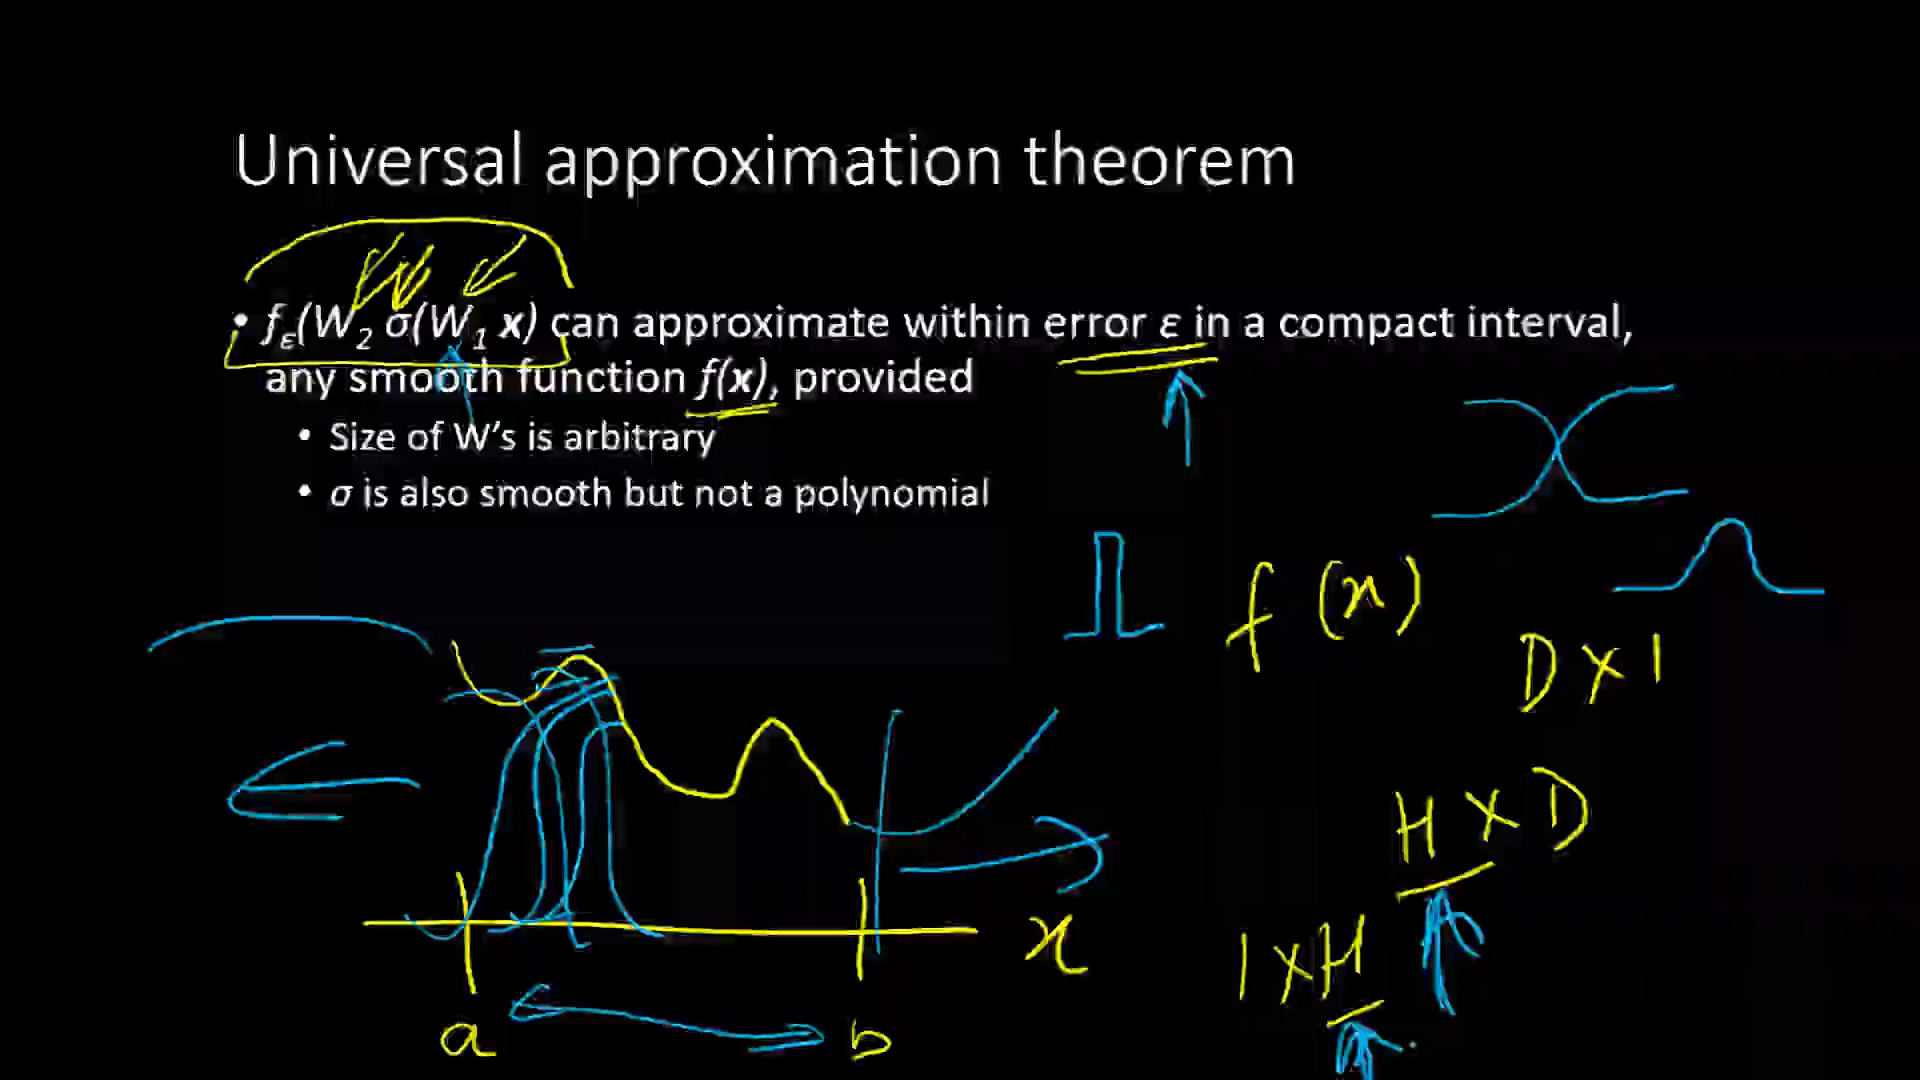 Universal approximation theorem
• fε(W2 σ(W1 x) can approximate within error ε in a compact interval,
any smooth function f(x), provided
• Size of W's is arbitrary
• σ is also smooth but not a polynomial
f (x)
D X 1
H X D
x
1 X H
a
b